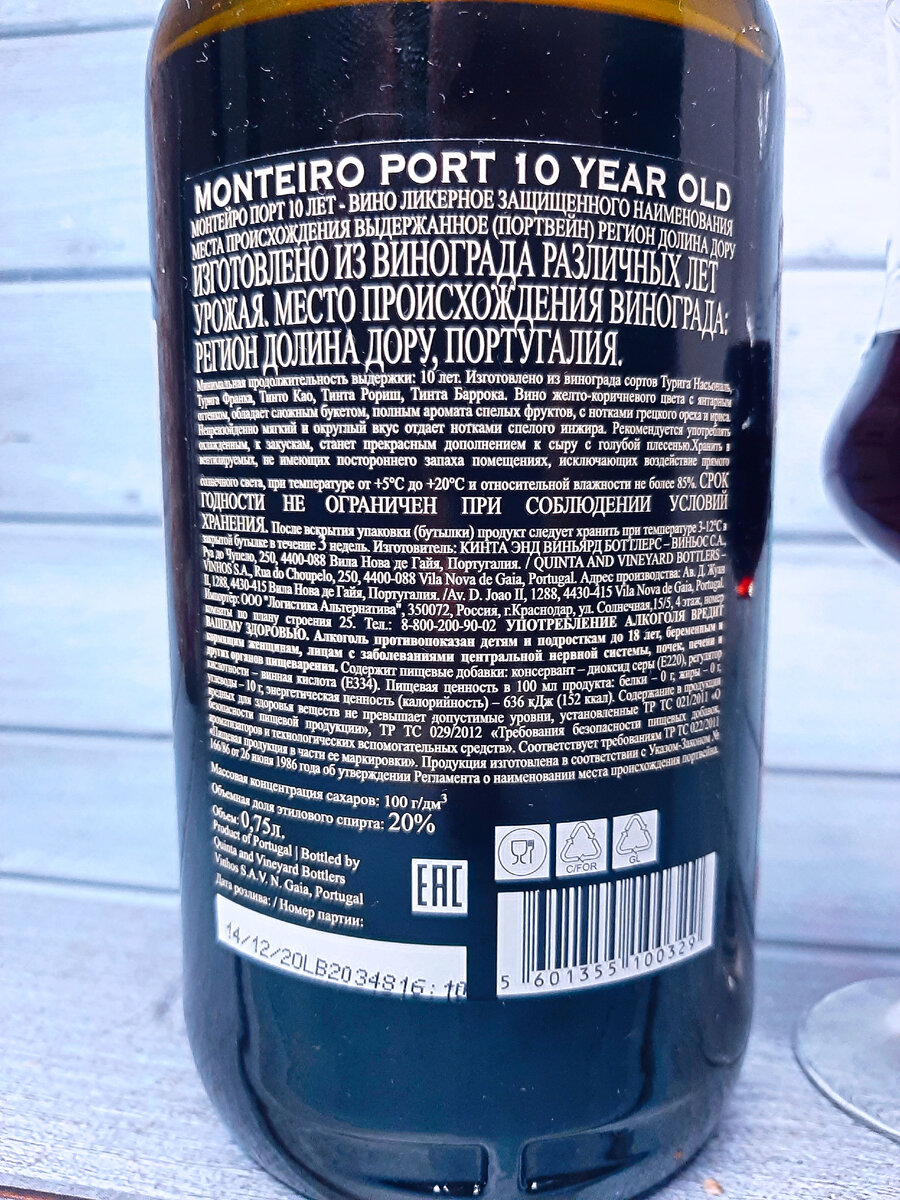 MONTEIRO PORT 10 YEAR OLD
МОНТЕЙРО ПОРТ 10 ЛЕТ - ВИНО ЛИКЕРНОЕ ЗАЩИЩЕННОГО НАИМЕНОВАНИЯ
МЕСТА ПРОИСХОЖДЕНИЯ ВЫДЕРЖАННОЕ (ПОРТВЕЙН) РЕГИОН ДОЛИНА ДОРУ
ИЗГОТОВЛЕНО ИЗ ВИНОГРАДА РАЗЛИЧНЫХ ЛЕТ
УРОЖАЯ. МЕСТО ПРОИСХОЖДЕНИЯ ВИНОГРАДА:
РЕГИОН ДОЛИНА ДОРУ, ПОРТУГАЛИЯ.
Минимальная продолжительность выдержки: 10 лет. Изготовлено из винограда сортов Турига Насьональ,
Турига Франка, Тинто Као, Тинта Рориш, Тинта Баррока. Вино желто-коричневого цвета с янтарным
оттенком, обладает сложным букетом, полным аромата спелых фруктов, с нотками грецкого ореха и ириса.
Непревзойденно мягкий и округлый вкус отдает нотками спелого инжира. Рекомендуется употреблять
охлажденным, к закускам, станет прекрасным дополнением к сыру с голубой плесенью.Хранить в
вентилируемых, не имеющих постороннего запаха помещениях, исключающих воздействие прямого
солнечного света, при температуре от +5°С до +20°С и относительной влажности не более 85%. СРОК
ГОДНОСТИ НЕ ОГРАНИЧЕН ПРИ СОБЛЮДЕНИИ УСЛОВИЙ
ХРАНЕНИЯ. После вскрытия упаковки (бутылки) продукт следует хранить при температуре 3-12°С в
закрытой бутылке в течение 3 недель. Изготовитель: КИНТА ЭНД ВИНЬЯРД БОТТЛЕРС – ВИНЬОС С.А.,
Руа до Чупело, 250, 4400-088 Вила Нова де Гайя, Португалия. / QUINTA AND VINEYARD BOTTLERS –
VINHOS S.A., Rua do Choupelo, 250, 4400-088 Vila Nova de Gaia, Portugal. Адрес производства: Ав. Д. Жуан
II, 1288, 4430-415 Вила Нова де Гайя, Португалия. /Av. D. Joao II, 1288, 4430-415 Vila Nova de Gaia, Portugal.
Импортёр: ООО "Логистика Альтернатива", 350072, Россия, г.Краснодар, ул. Солнечная,15/5, 4 этаж, номер
комнаты по плану строения 25. Тел.: 8-800-200-90-02 УПОТРЕБЛЕНИЕ АЛКОГОЛЯ ВРЕДИТ
ВАШЕМУ ЗДОРОВЬЮ. Алкоголь противопоказан детям и подросткам до 18 лет, беременным и
кормящим женщинам, лицам с заболеваниями центральной нервной системы, почек, печени и
других органов пищеварения. Содержит пищевые добавки: консервант – диоксид серы (Е220), регулятор
кислотности – винная кислота (Е334). Пищевая ценность в 100 мл продукта: белки – 0 г, жиры – 0 г,
углеводы – 10 г, энергетическая ценность (калорийность) – 636 кДж (152 ккал). Содержание в продукции
вредных для здоровья веществ не превышает допустимые уровни, установленные ТР ТС 021/2011 «О
безопасности пищевой продукции», ТР ТС 029/2012 «Требования безопасности пищевых добавок,
ароматизаторов и технологических вспомогательных средств». Соответствует требованиям ТР ТС 022/2011
«Пищевая продукция в части ее маркировки». Продукция изготовлена в соответствии с Указом-Законом №
166/86 от 26 июня 1986 года об утверждении Регламента о наименовании места происхождения портвейна.
Массовая концентрация сахаров: 100 г/дм³
Объемная доля этилового спирта: 20%
Объем: 0,75л.
Product of Portugal | Bottled by
Quinta and Vineyard Bottlers
Vinhos S.A.V, N. Gaia, Portugal
Дата розлива: / Номер партии:
EAC
C/FOR
GL
14/12/20LB2034816:10
5 601355 100329